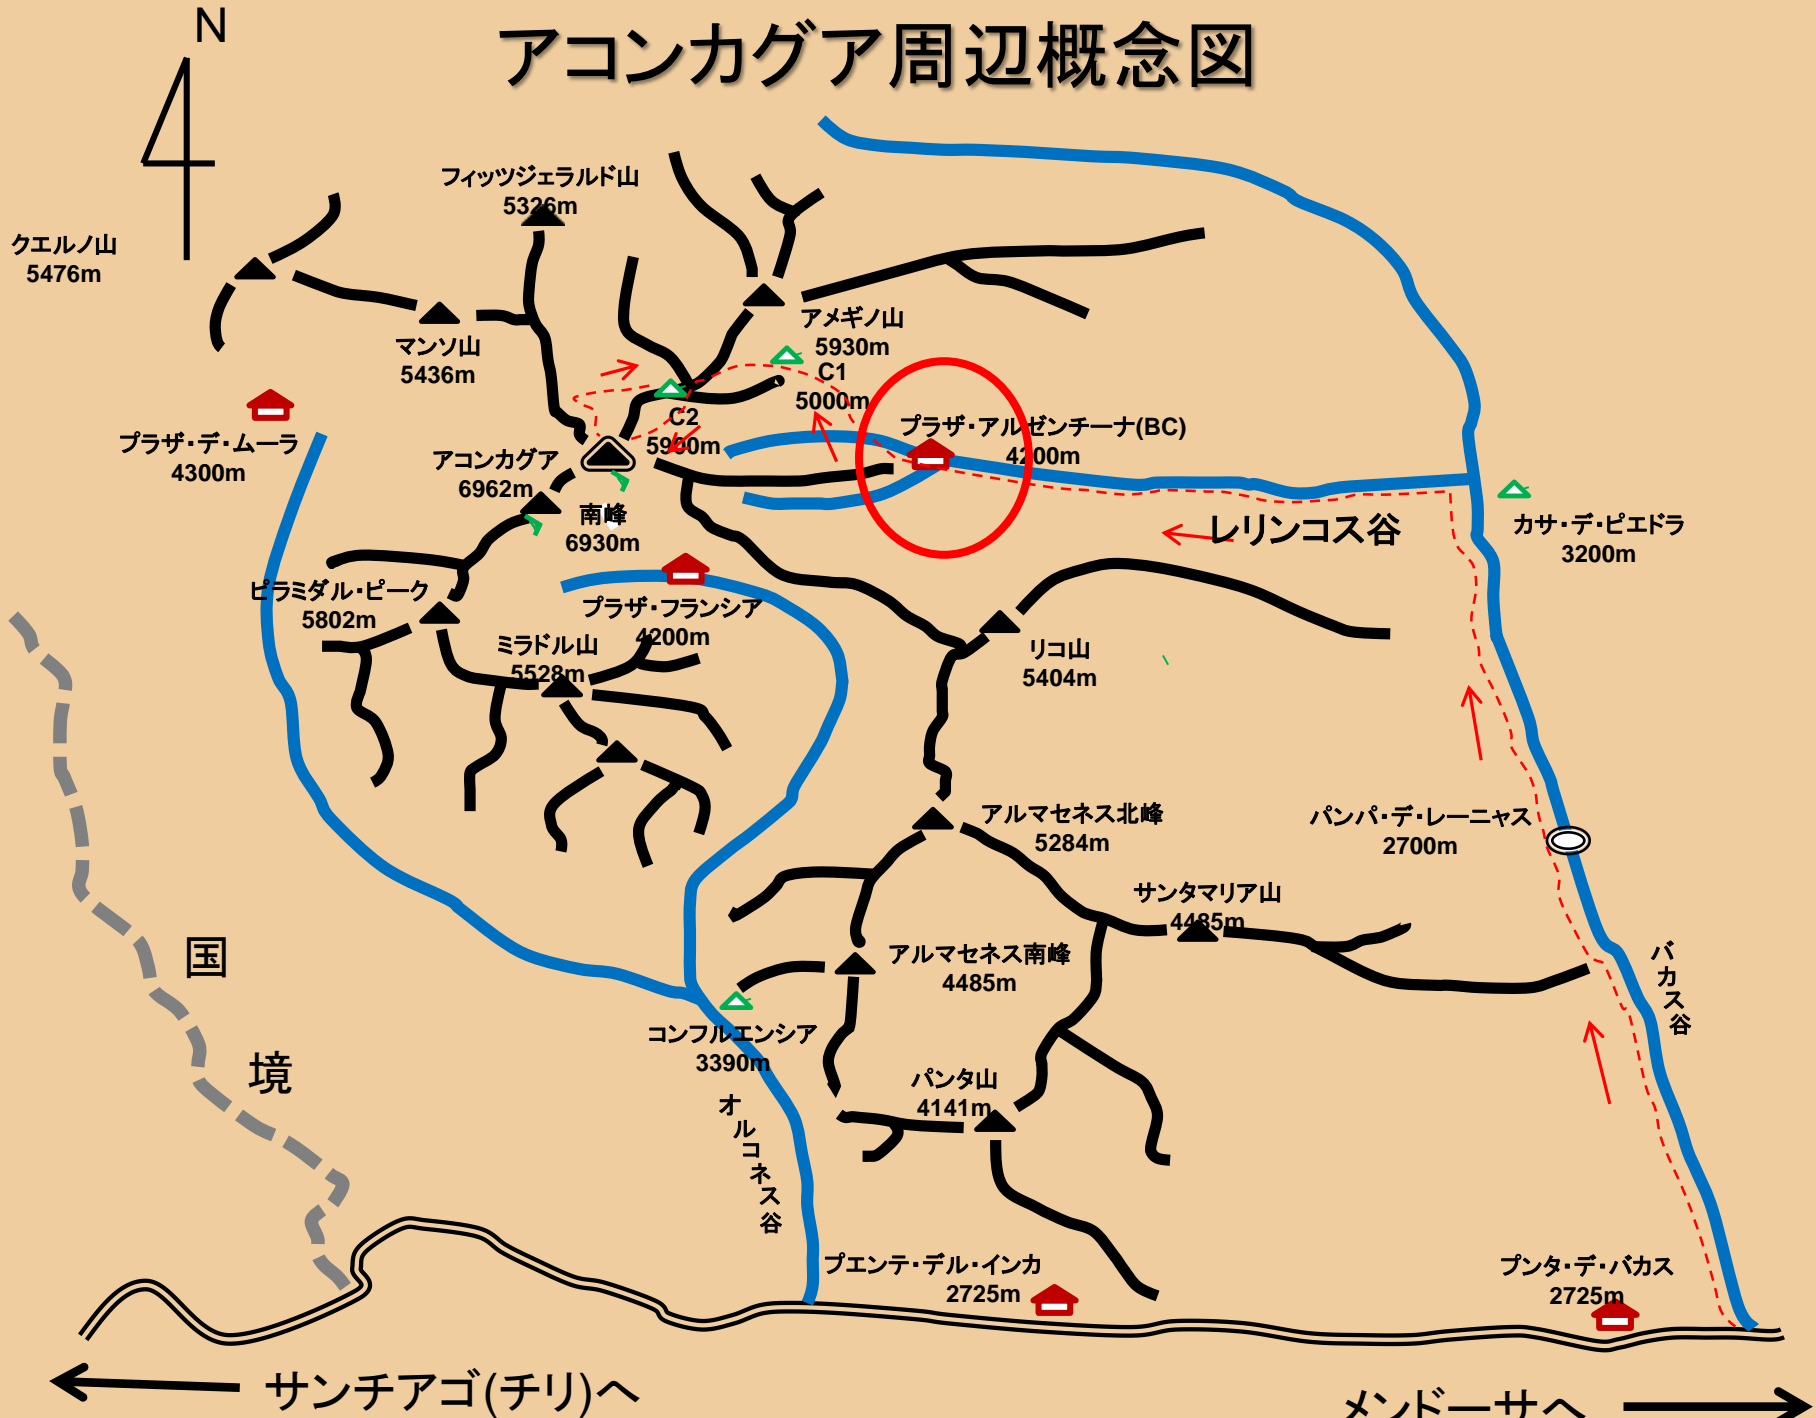 N
アコンカグア周辺概念図
フィッツジェラルド山
5326m
クエルノ山
5476m
マンソ山
5436m
アメギノ山
5930m
C1
5000m
C2
5900m
プラザ・アルゼンチーナ(BC)
4200m
プラザ・デ・ムーラ
4300m
アコンカグア
6962m
南峰
6930m
レリンコス谷
カサ・デ・ピエドラ
3200m
ピラミダル・ピーク
5802m
プラザ・フランシア
4200m
ミラドル山
5528m
リコ山
5404m
アルマセネス北峰
5284m
パンパ・デ・レーニャス
2700m
サンタマリア山
4485m
アルマセネス南峰
4485m
バカス谷
国境
コンフルエンシア
3390m
パンタ山
4141m
オルコネス谷
プエンテ・デル・インカ
2725m
プンタ・デ・バカス
2725m
サンチアゴ(チリ)へ
メンドーサへ